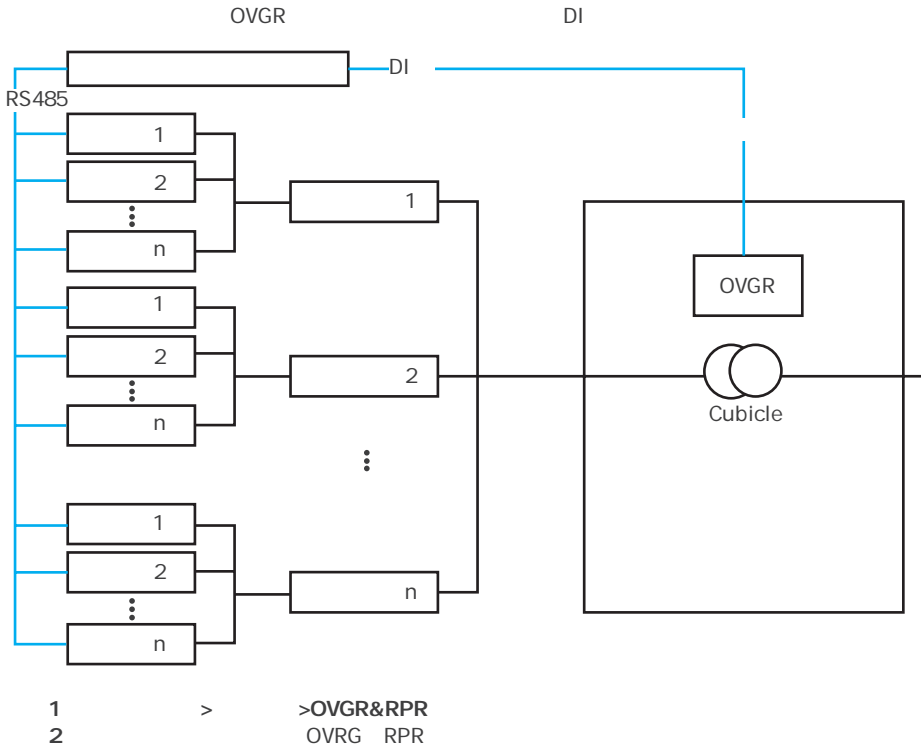 OVGR DI
DI
RS485
1
2
n
1
1
2
n
2
1
2
n
n
OVGR
Cubicle
1 > >OVGR&RPR
2 OVRG RPR